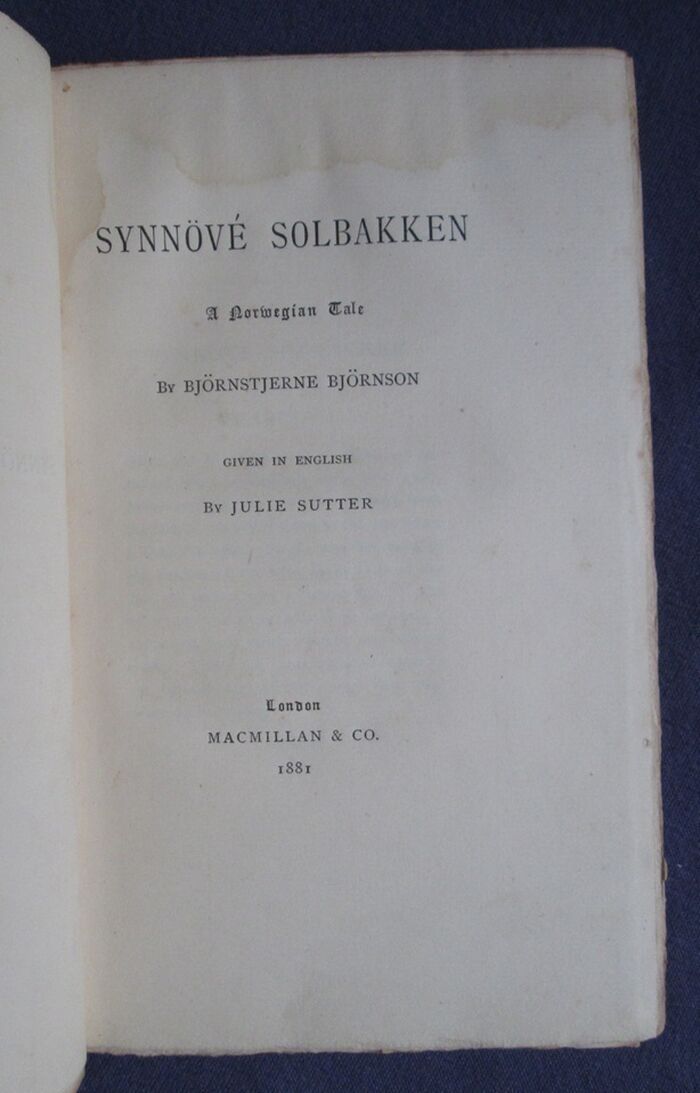 SYNNÖVÉ SOLBAKKEN
A Norwegian Tale
By BJÖRNSTJERNE BJÖRNSON
GIVEN IN ENGLISH
By JULIE SUTTER
London
MACMILLAN & CO.
1881